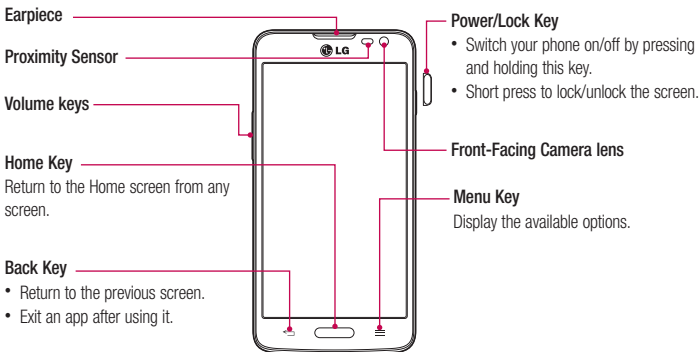 Earpiece
Proximity Sensor
Volume keys
Home Key
Return to the Home screen from any
screen.
Back Key
• Return to the previous screen.
• Exit an app after using it.
LG
Power/Lock Key
• Switch your phone on/off by pressing
and holding this key.
• Short press to lock/unlock the screen.
Front-Facing Camera lens
Menu Key
Display the available options.